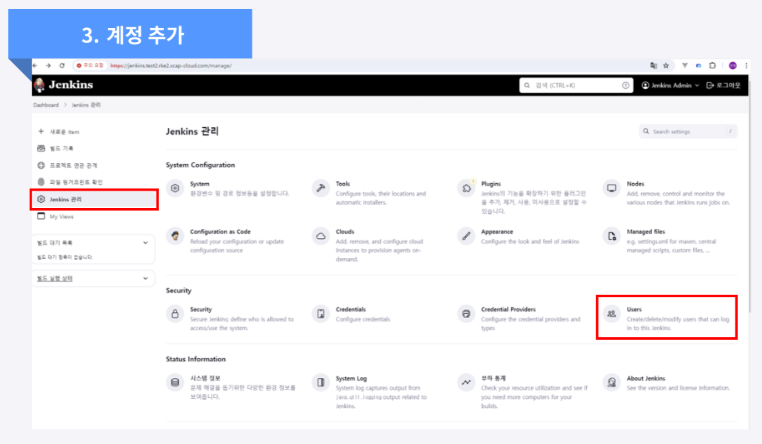 3. 계정 추가
주의 요함 https://jenkins.test2.rke2.xcap-cloud.com/manage/
Jenkins
검색 (CTRL+K)
Jenkins Admin
로그아웃
Dashboard > Jenkins 관리
새로운 Item
빌드 기록
프로젝트 연관 관계
파일 핑거프린트 확인
Jenkins 관리
My Views
빌드 대기 목록
빌드 대기 항목이 없습니다.
빌드 실행 상태
Jenkins 관리
Search settings /
System Configuration
System
환경변수 및 경로 정보등을 설정합니다.
Tools
Configure tools, their locations and
automatic installers.
Plugins
Jenkins의 기능을 확장하기 위한 플러그인
을 추가, 제거, 사용, 미사용으로 설정할 수
있습니다.
Nodes
Add, remove, control and monitor the
various nodes that Jenkins runs jobs on.
Configuration as Code
Reload your configuration or update
configuration source
Clouds
Add, remove, and configure cloud
instances to provision agents on-
demand.
Appearance
Configure the look and feel of Jenkins
Managed files
e.g. settings.xml for maven, central
managed scripts, custom files, ...
Security
Security
Secure Jenkins; define who is allowed to
access/use the system.
Credentials
Configure credentials
Credential Providers
Configure the credential providers and
types
Users
Create/delete/modify users that can log
in to this Jenkins.
Status Information
시스템 정보
문제 해결을 돕기위한 다양한 환경 정보를
보여줍니다.
System Log
System log captures output from
java.util.logging output related to
Jenkins.
부하 통계
Check your resource utilization and see if
you need more computers for your
builds.
About Jenkins
See the version and license information.